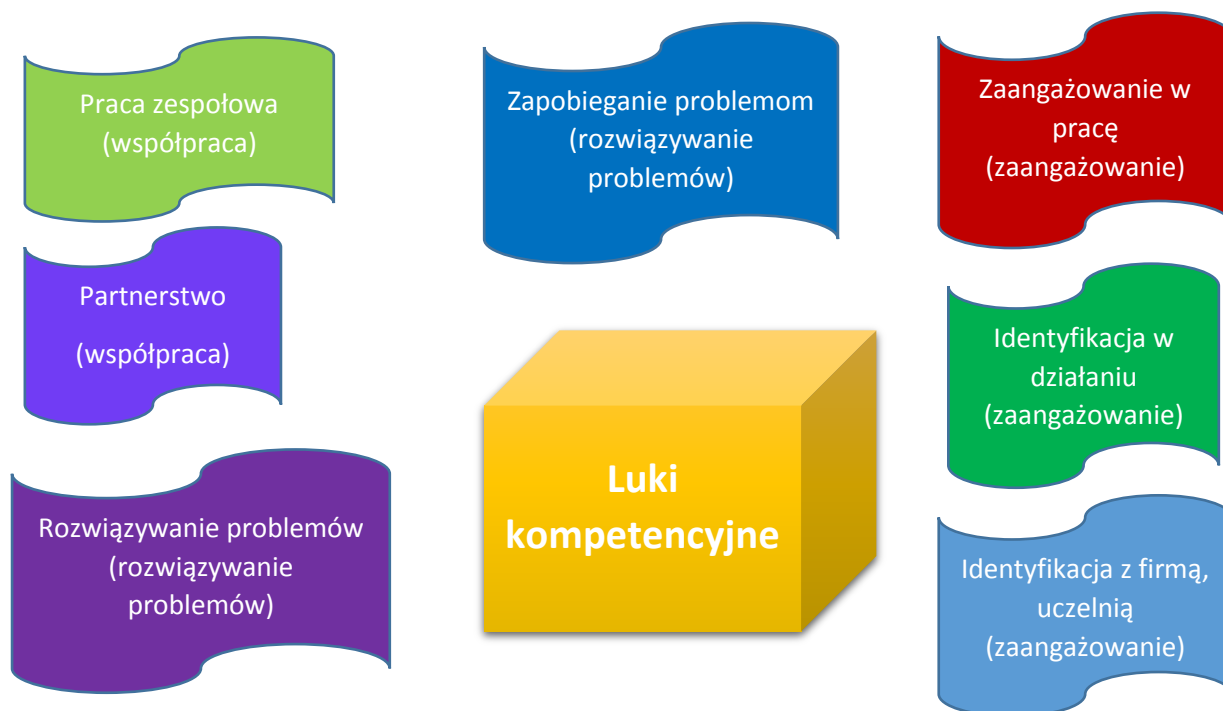 Praca zespołowa
(współpraca)
Zapobieganie problemom
(rozwiązywanie
problemów)
Zaangażowanie w
pracę
(zaangażowanie)
Partnerstwo
(współpraca)
Identyfikacja w
działaniu
(zaangażowanie)
Rozwiązywanie problemów
(rozwiązywanie
problemów)
Luki
kompetencyjne
Identyfikacja z firmą,
uczelnią
(zaangażowanie)